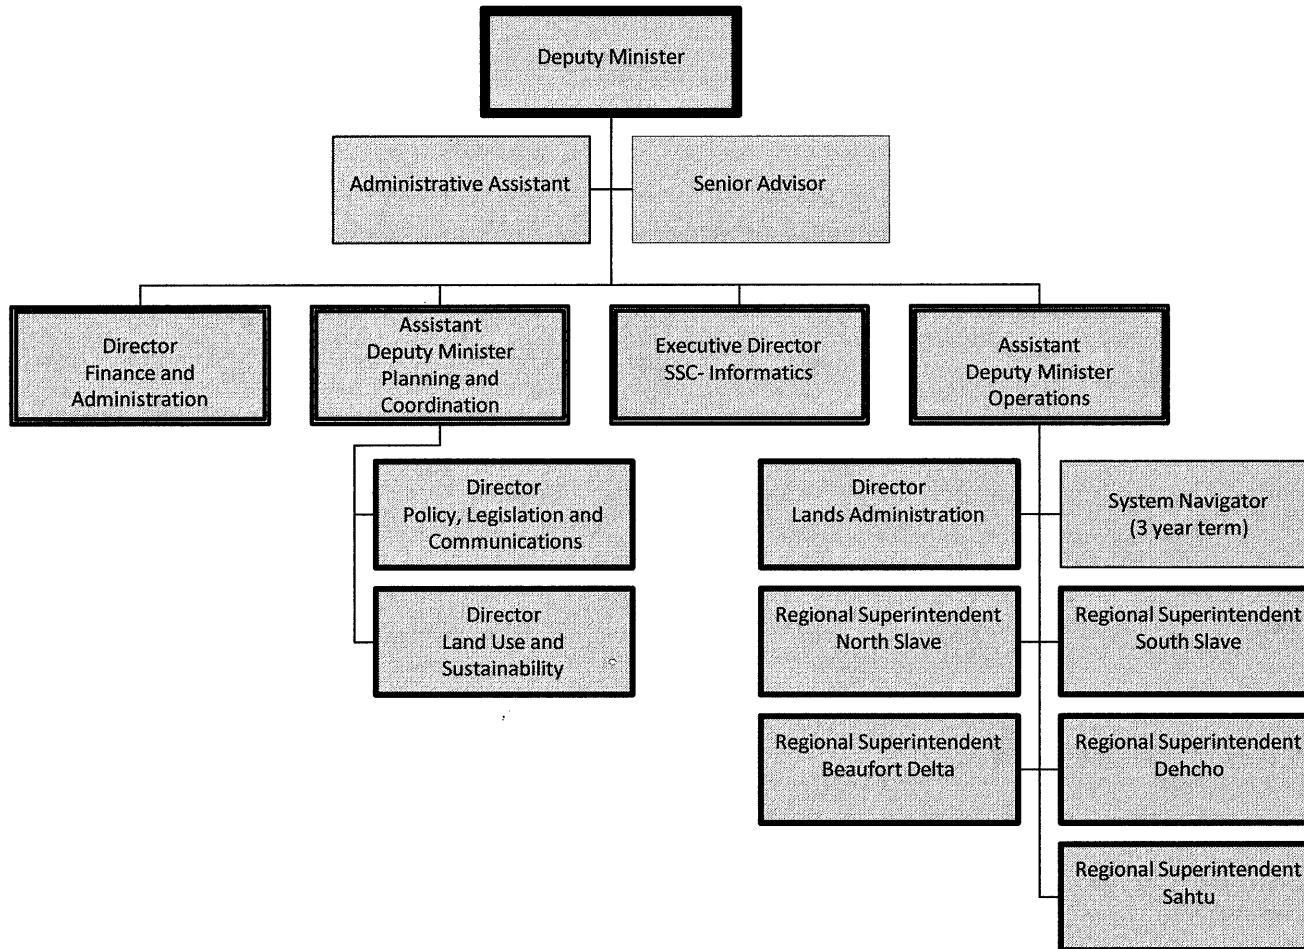 Deputy Minister
Administrative Assistant
Senior Advisor
Director
Finance and
Administration
Assistant
Deputy Minister
Planning and
Coordination
Executive Director
SSC- Informatics
Assistant
Deputy Minister
Operations
Director
Policy, Legislation and
Communications
Director
Land Use and
Sustainability
Director
Lands Administration
System Navigator
(3 year term)
Regional Superintendent
North Slave
Regional Superintendent
South Slave
Regional Superintendent
Beaufort Delta
Regional Superintendent
Dehcho
Regional Superintendent
Sahtu